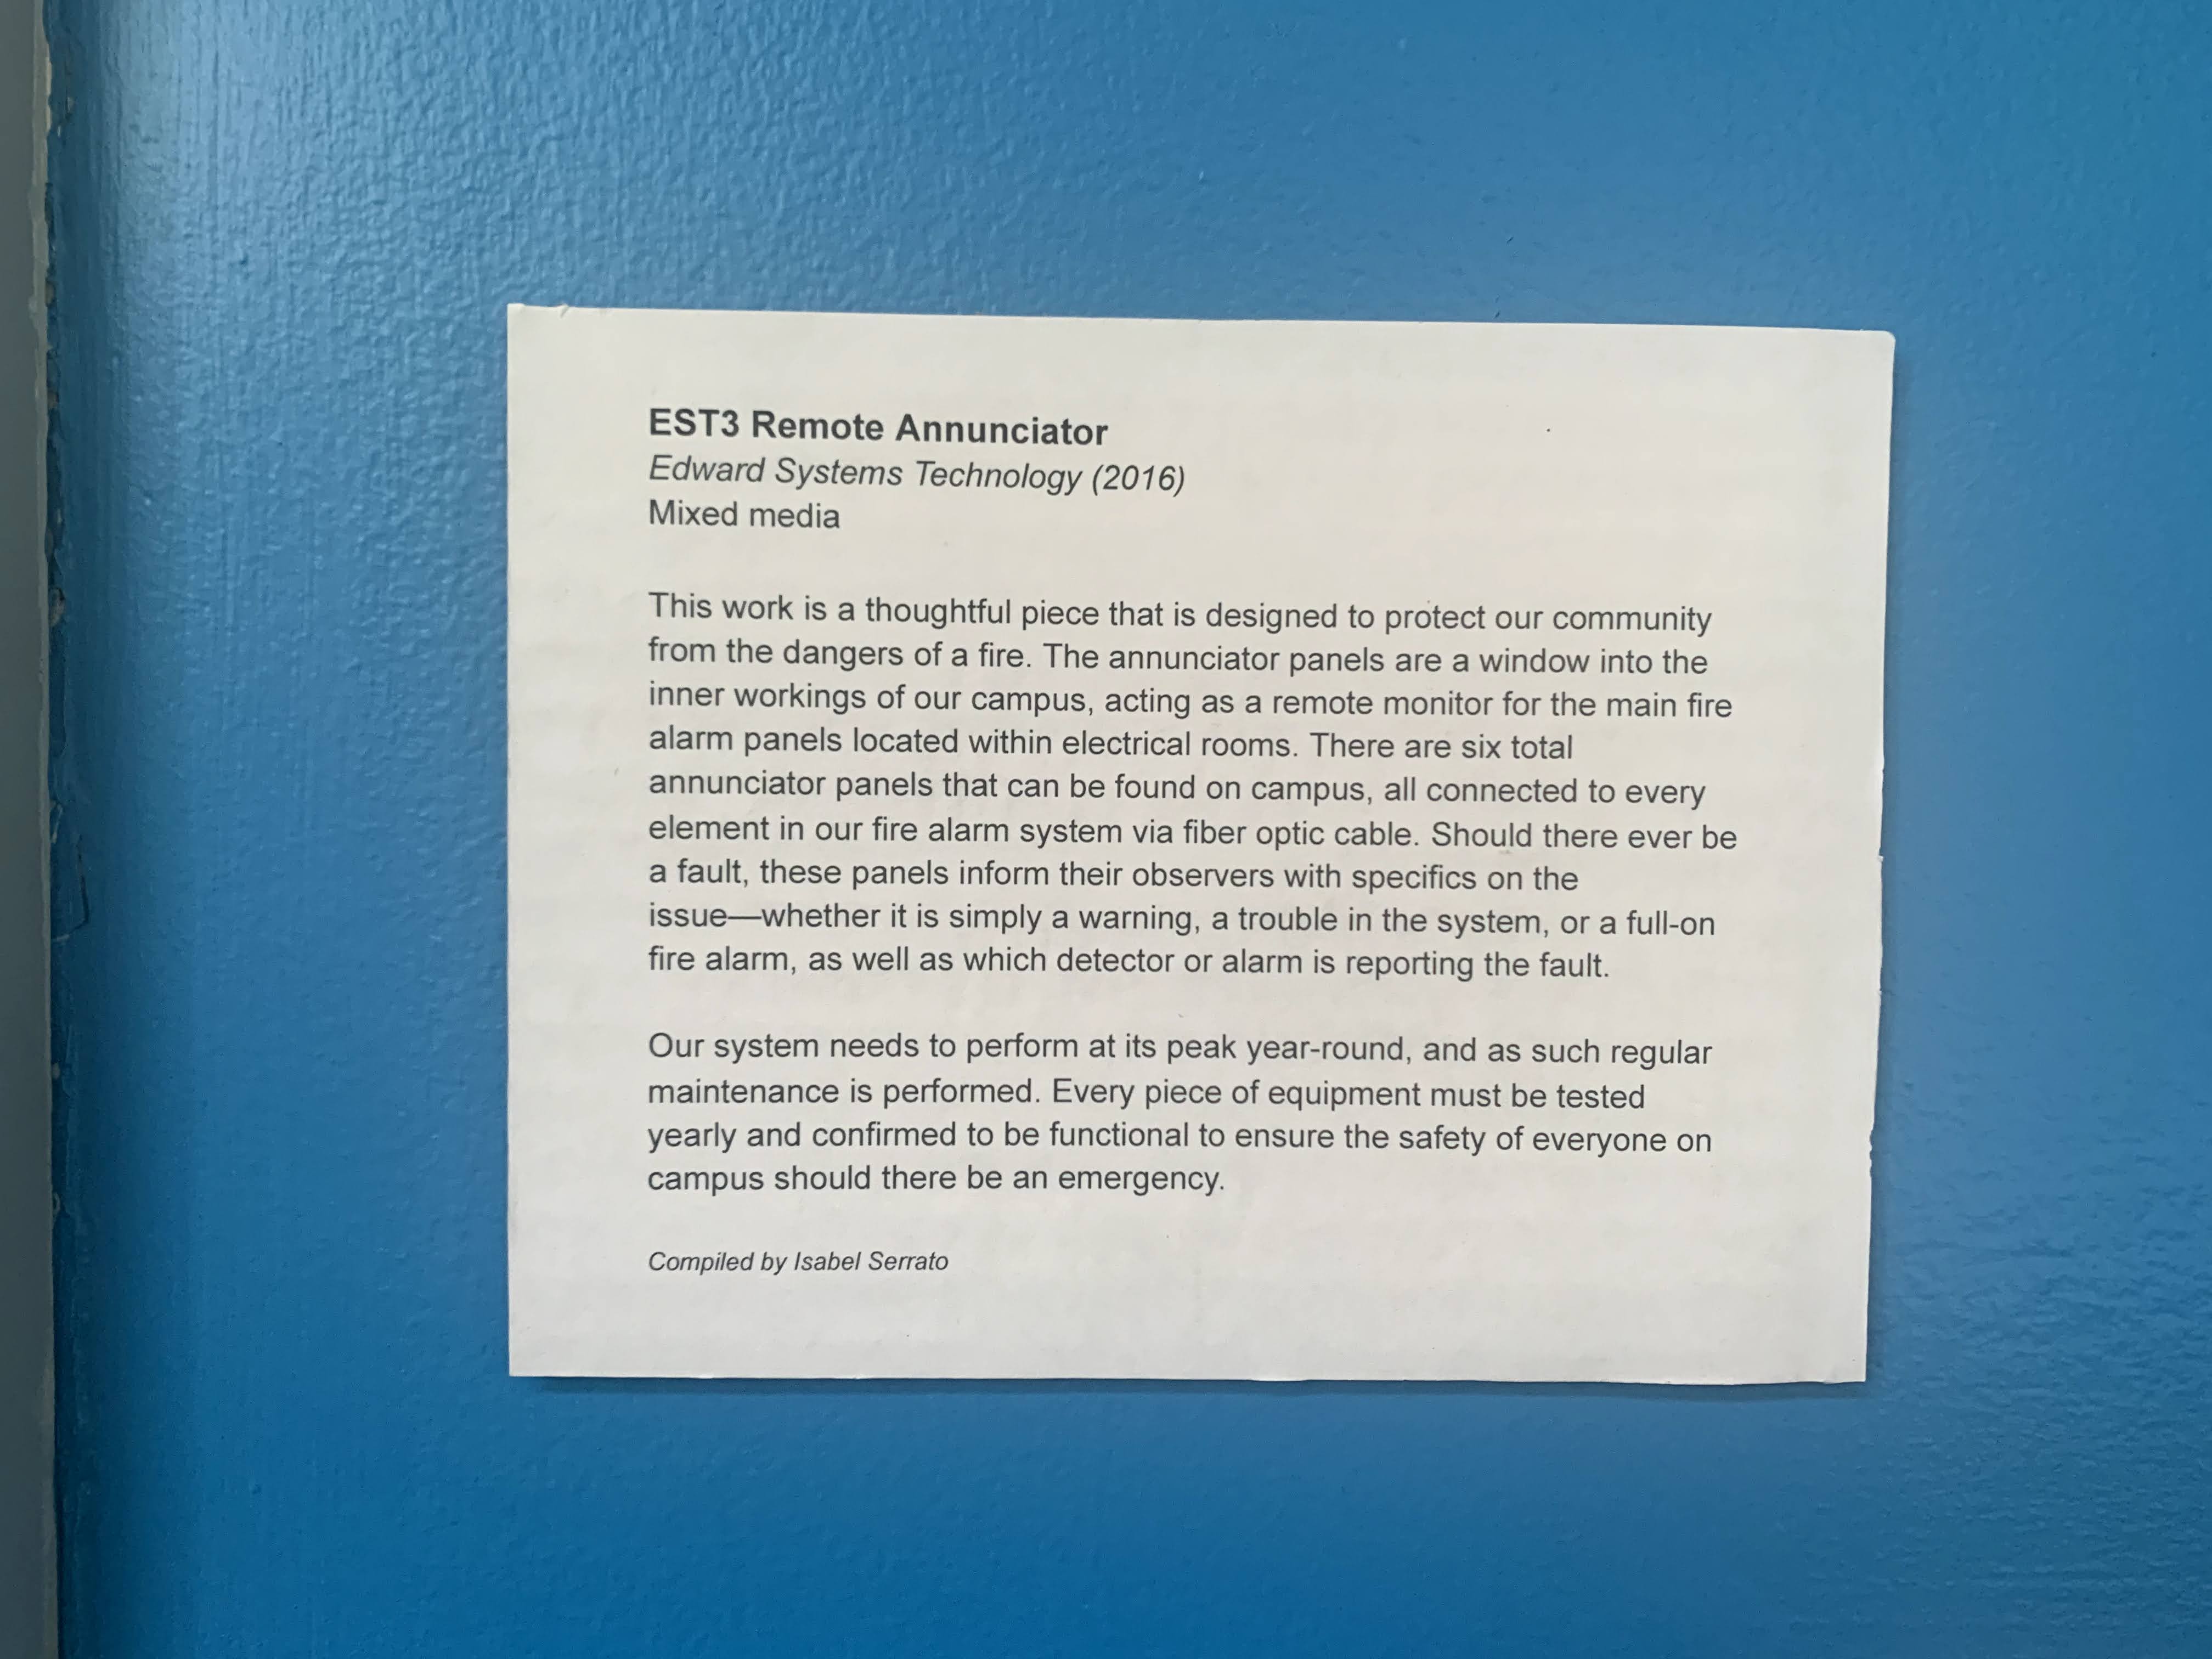 EST3 Remote Annunciator
Edward Systems Technology (2016)
Mixed media
This work is a thoughtful piece that is designed to protect our community
from the dangers of a fire. The annunciator panels are a window into the
inner workings of our campus, acting as a remote monitor for the main fire
alarm panels located within electrical rooms. There are six total
annunciator panels that can be found on campus, all connected to every
element in our fire alarm system via fiber optic cable. Should there ever be
a fault, these panels inform their observers with specifics on the
issue—whether it is simply a warning, a trouble in the system, or a full-on
fire alarm, as well as which detector or alarm is reporting the fault.
Our system needs to perform at its peak year-round, and as such regular
maintenance is performed. Every piece of equipment must be tested
yearly and confirmed to be functional to ensure the safety of everyone on
campus should there be an emergency.
Compiled by Isabel Serrato